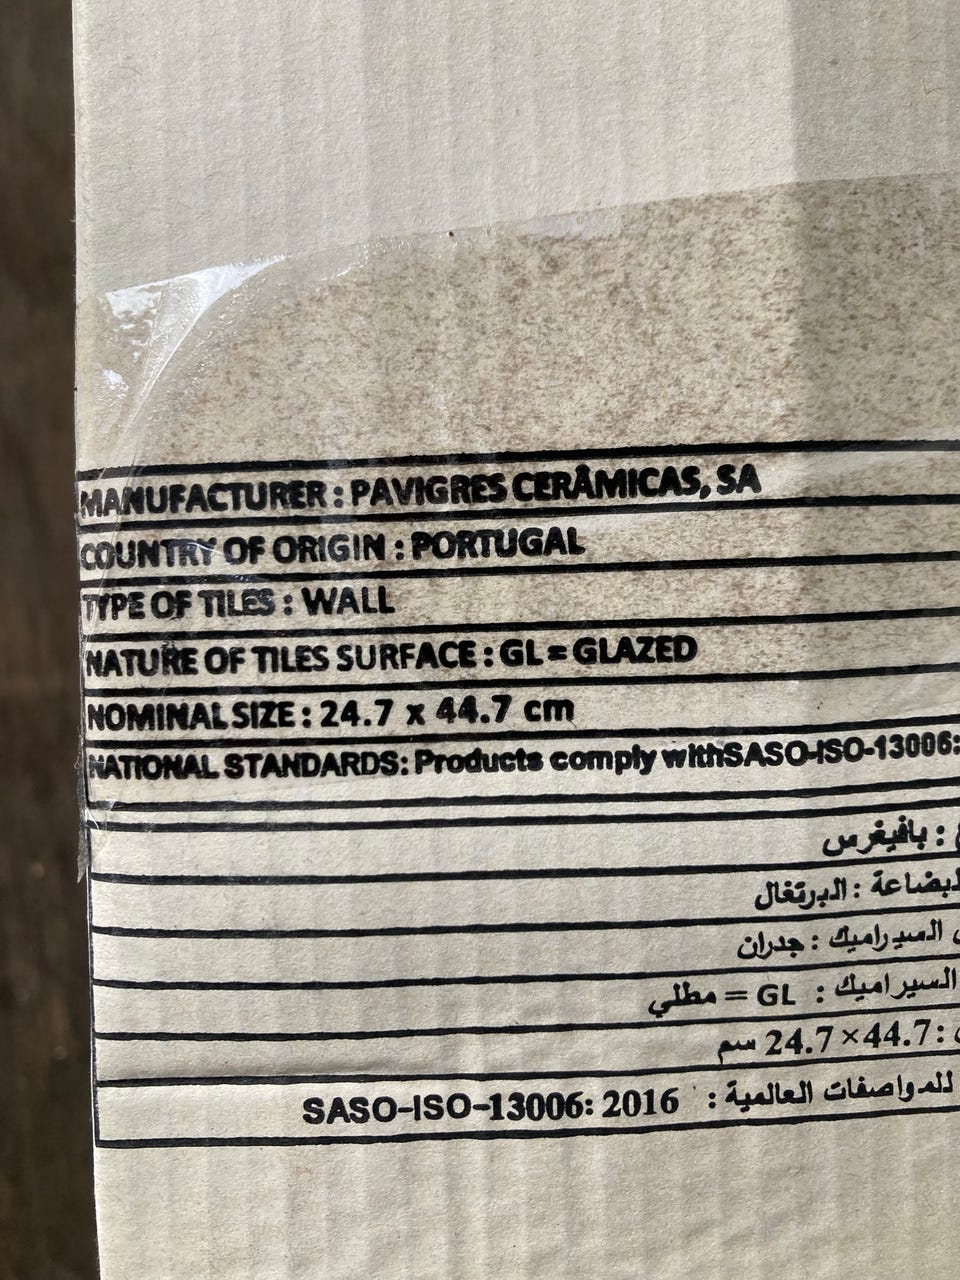 MANUFACTURER : PAVIGRES CERÂMICAS, SA
COUNTRY OF ORIGIN : PORTUGAL
TYPE OF TILES : WALL
NATURE OF TILES SURFACE : GL = GLAZED
NOMINAL SIZE : 24.7 x 44.7 cm
NATIONAL STANDARDS: Products comply withSASO-ISO-13006:
: بافيغرس
: البرتغال
السيراميك : جدران
السيراميك : GL = مطلي
:24.7×44.7 سم
للمواصفات العالمية : SASO-ISO-13006: 2016